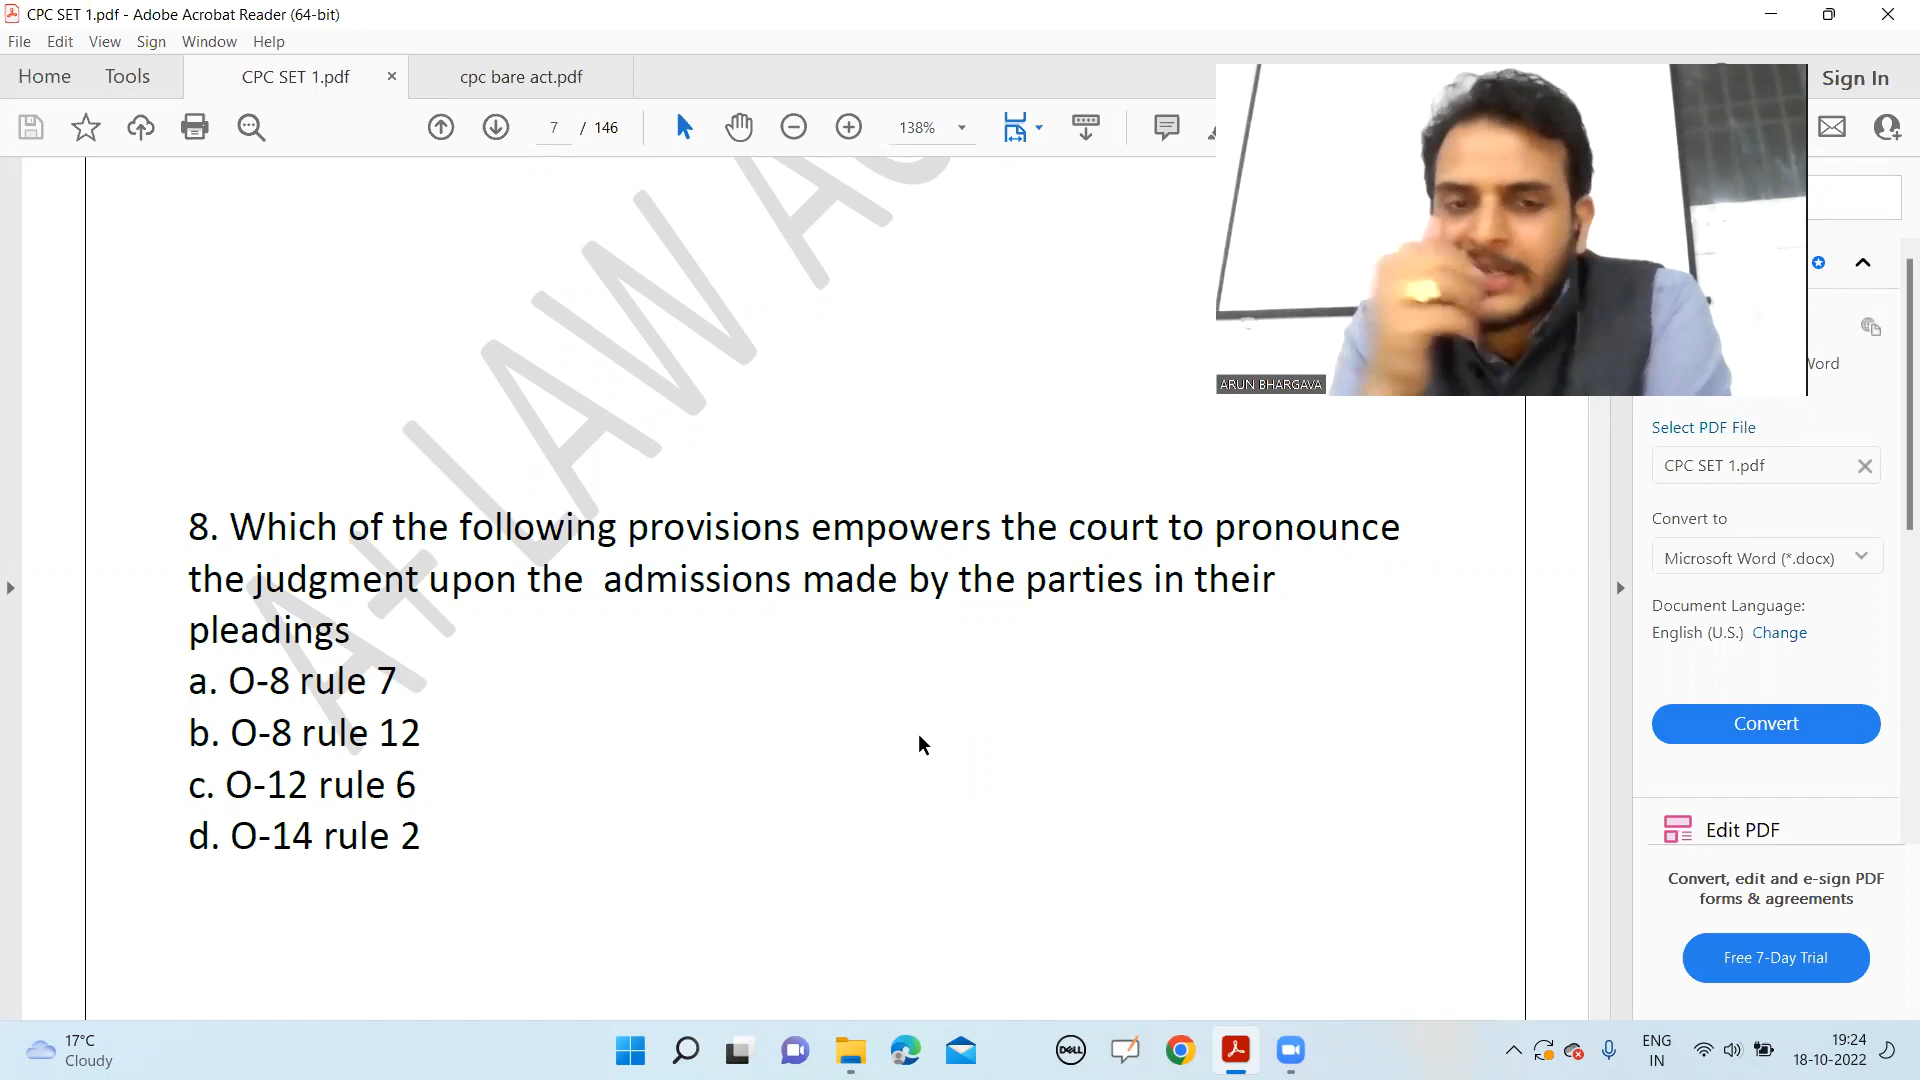 CPC SET 1.pdf - Adobe Acrobat Reader (64-bit)
File Edit View Sign Window Help
Home Tools CPC SET 1.pdf cpc bare act.pdf Sign In
7 / 146 138%
A+ LAW AC
ARUN BHARGAVA
Word
Select PDF File
CPC SET 1.pdf
Convert to
Microsoft Word (*.docx)
Document Language:
English (U.S.) Change
Convert
Edit PDF
Convert, edit and e-sign PDF
forms & agreements
Free 7-Day Trial
8. Which of the following provisions empowers the court to pronounce
the judgment upon the admissions made by the parties in their
pleadings
a. O-8 rule 7
b. O-8 rule 12
c. O-12 rule 6
d. O-14 rule 2
17°C
Cloudy
DELL
ENG
IN
19:24
18-10-2022